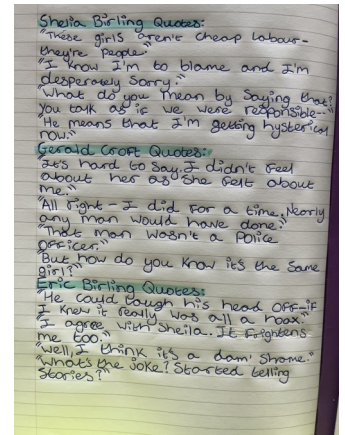 Shelia Birling Quotes:
"These girls aren't cheap labour-
they're people"
"I know I'm to blame and I'm
desperately sorry."
"What do you mean by saying that?
You talk as if we were responsible-"
"He means that I'm getting hysterical
now."
Gerald Croft Quotes:
"It's hard to say. I didn't feel
about her as she felt about
me."
"All right - I did for a time. Nearly
any man would have done."
"That man wasn't a police
officer."
"But how do you know it's the same
girl?"
Eric Birling Quotes:
"He could laugh his head off-if
I knew it really was all a hoax"
"I agree with Sheila. It frightens
me too."
"Well, I think it's a dam' shame."
"What's the joke? Started telling
stories?"